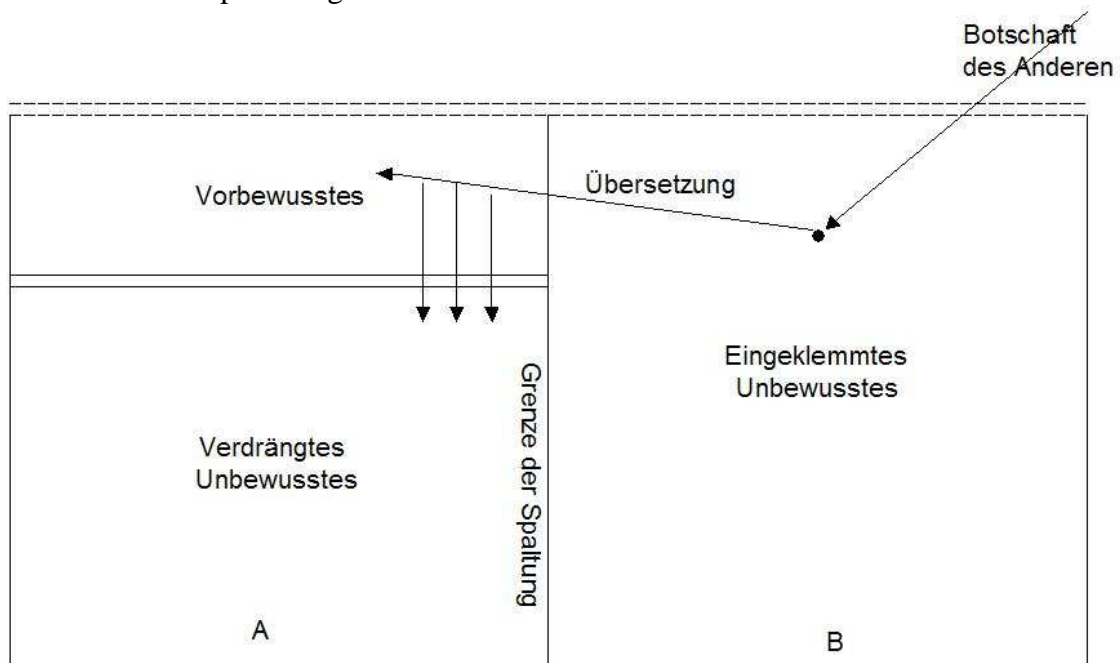 Botschaft
des Anderen
Übersetzung
Vorbewusstes
Eingeklemmtes
Unbewusstes
Grenze der Spaltung
Verdrängtes
Unbewusstes
A
B